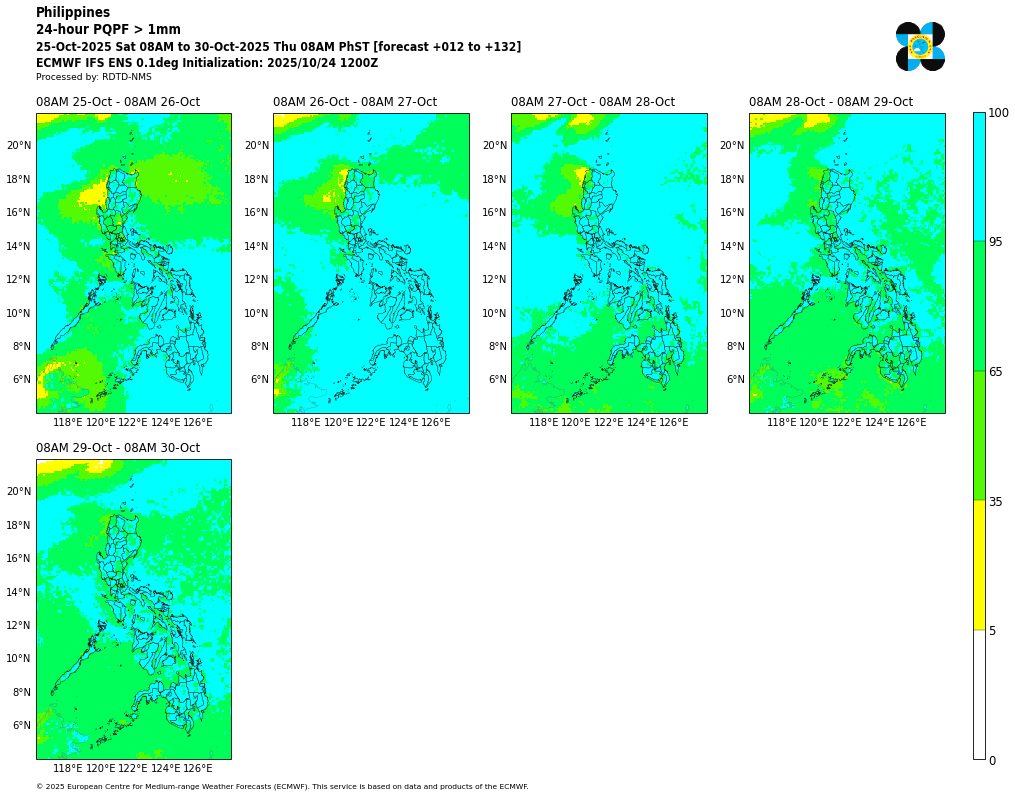 Philippines
24-hour PQPF > 1mm
25-Oct-2025 Sat 08AM to 30-Oct-2025 Thu 08AM PhST [forecast +012 to +132]
ECMWF IFS ENS 0.1deg Initialization: 2025/10/24 1200Z
Processed by: RDTD-NMS
08AM 25-Oct - 08AM 26-Oct
20°N
18°N
16°N
14°N
12°N
10°N
8°N
6°N
118°E 120°E 122°E 124°E 126°E
08AM 26-Oct - 08AM 27-Oct
20°N
18°N
16°N
14°N
12°N
10°N
8°N
6°N
118°E 120°E 122°E 124°E 126°E
08AM 27-Oct - 08AM 28-Oct
20°N
18°N
16°N
14°N
12°N
10°N
8°N
6°N
118°E 120°E 122°E 124°E 126°E
08AM 28-Oct - 08AM 29-Oct
20°N
18°N
16°N
14°N
12°N
10°N
8°N
6°N
118°E 120°E 122°E 124°E 126°E
100
95
65
35
5
0
08AM 29-Oct - 08AM 30-Oct
20°N
18°N
16°N
14°N
12°N
10°N
8°N
6°N
118°E 120°E 122°E 124°E 126°E
© 2025 European Centre for Medium-range Weather Forecasts (ECMWF). This service is based on data and products of the ECMWF.